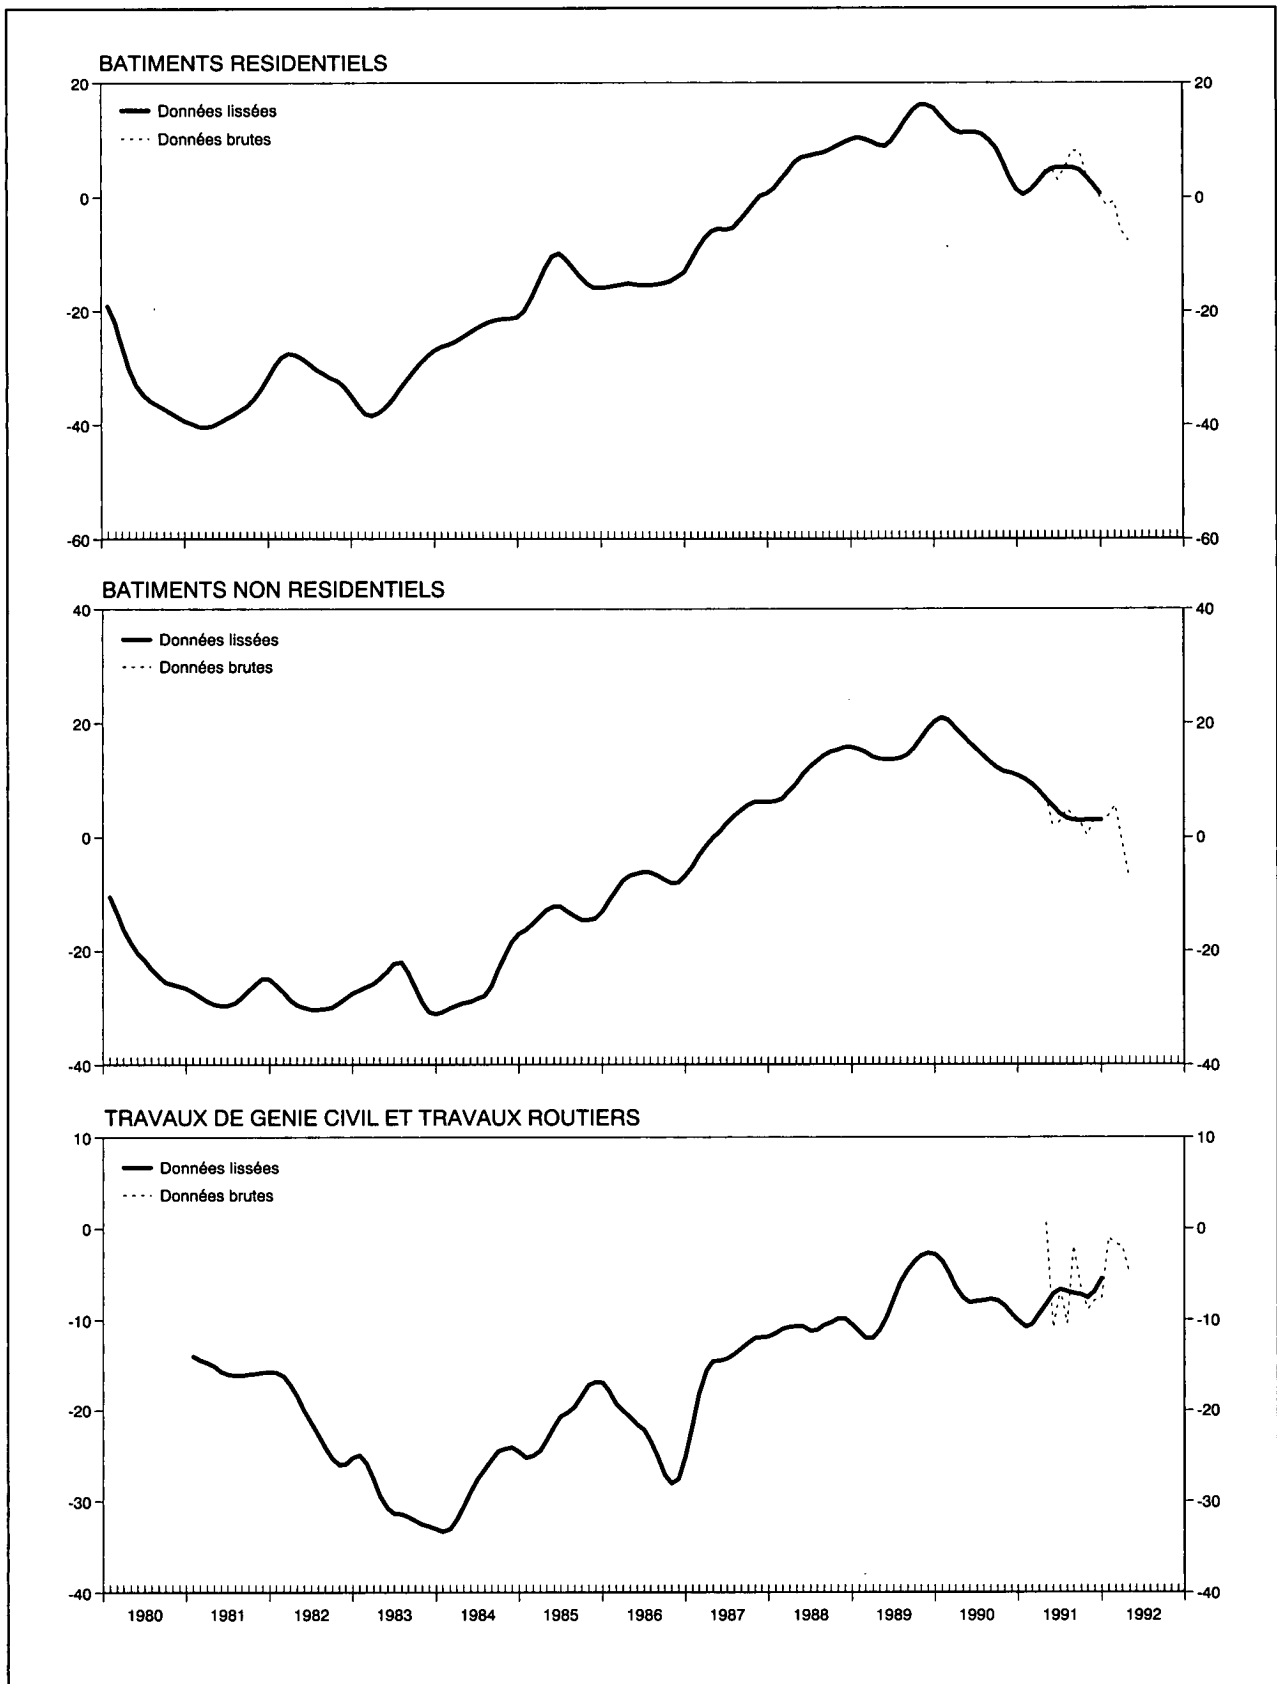 BATIMENTS RESIDENTIELS
20 20
Données lissées
Données brutes
0 0
-20 -20
-40 -40
-60 -60
BATIMENTS NON RESIDENTIELS
40 40
Données lissées
Données brutes
20 20
0 0
-20 -20
-40 -40
TRAVAUX DE GENIE CIVIL ET TRAVAUX ROUTIERS
10 10
Données lissées
Données brutes
0 0
-10 -10
-20 -20
-30 -30
-40 -40
1980 1981 1982 1983 1984 1985 1986 1987 1988 1989 1990 1991 1992